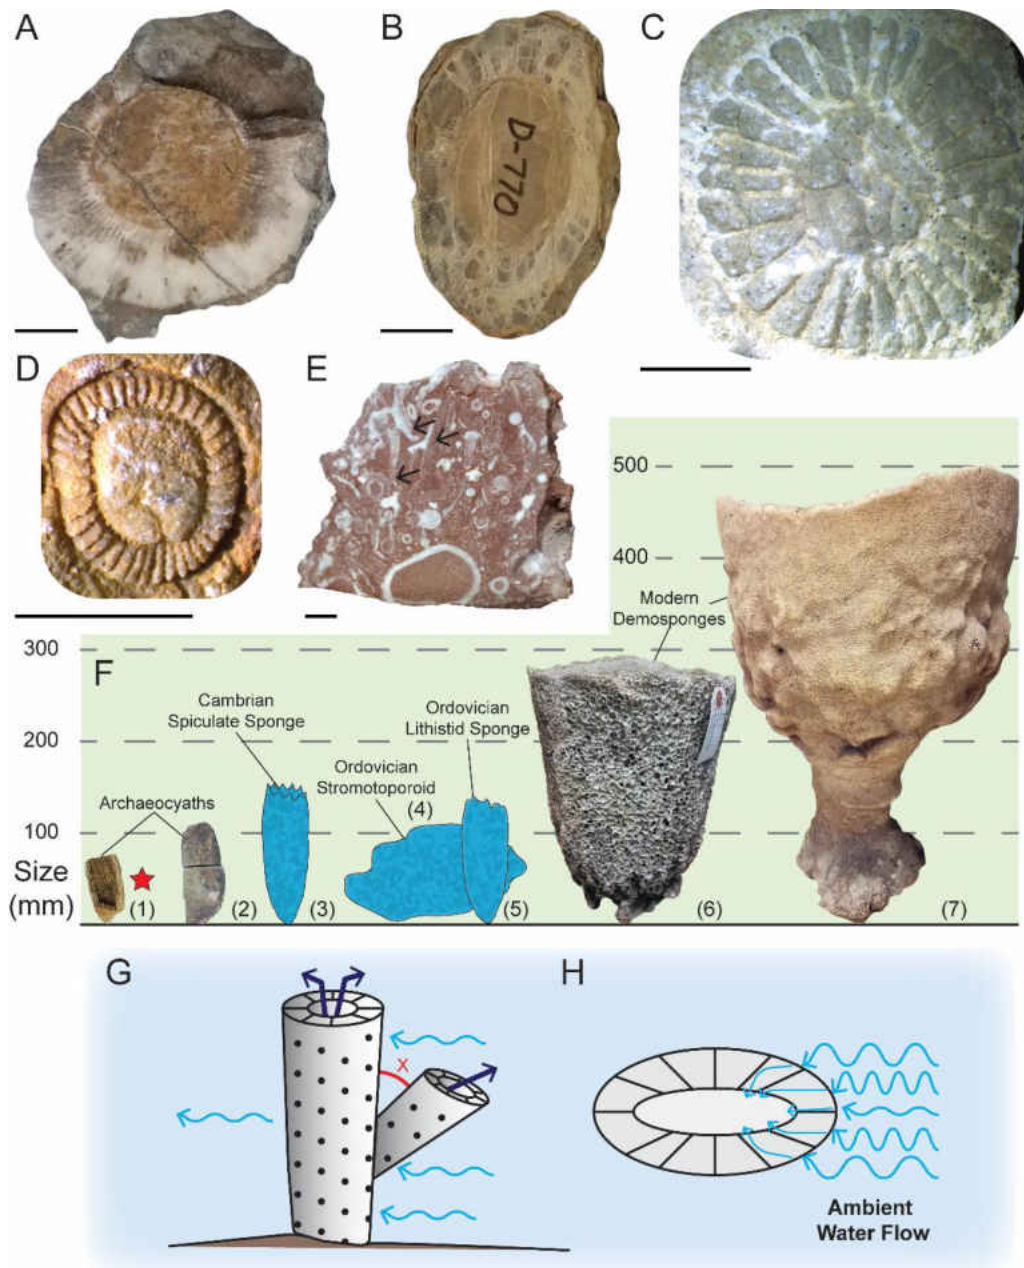 A
B
C
D-770
D
E
500
400
Modern
Demosponges
300
F
Cambrian
Spiculate Sponge
Ordovician
Lithistid Sponge
200
Ordovician
Stromotoporoid
(4)
Archaeocyaths
100
Size
(mm)
(1)
(2)
(3)
(5)
(6)
(7)
G
H
x
Ambient
Water Flow